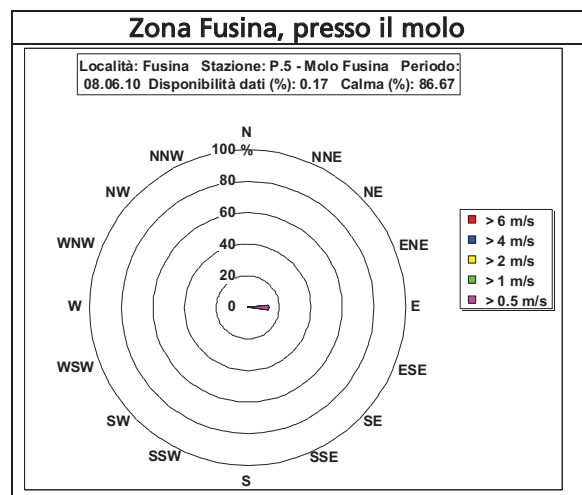 Zona Fusina, presso il molo
Località: Fusina Stazione: P.5 - Molo Fusina Periodo:
08.06.10 Disponibilità dati (%): 0.17 Calma (%): 86.67
N
NNW
100 %
NNE
NW
80
NE
60
WNW
40
ENE
20
W
0
E
WSW
ESE
SW
SE
SSW
SSE
S
> 6 m/s
> 4 m/s
> 2 m/s
> 1 m/s
> 0.5 m/s